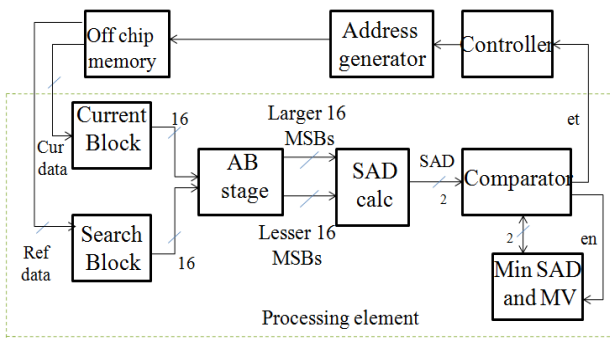 Off chip
memory
Address
generator
Controller
Current
Block
16
Cur
data
Larger 16
MSBs
et
AB
stage
SAD
calc
SAD
2
Comparator
Search
Block
16
Ref
data
Lesser 16
MSBs
2
en
Min SAD
and MV
Processing element